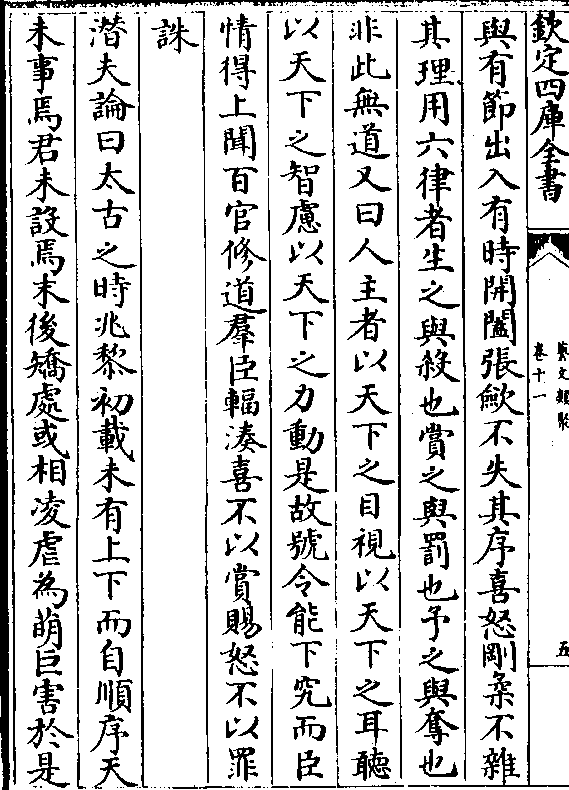 欽定四庫全書
藝文類聚
卷十一
五
與有節出入有時開闔張歙不失其序喜怒剛柔不雜
其理用六律者生之與殺也賞之與罰也予之與奪也
非此無道又曰人主者以天下之目視以天下之耳聽
以天下之智慮以天下之力動是故號令能下究而臣
情得上聞百官修道羣臣輻湊喜不以賞賜怒不以罪
誅
潛夫論曰太古之時兆黎初載未有上下而自順序天
未事焉君未設焉末後矯處或相凌虐為萌巨害於是